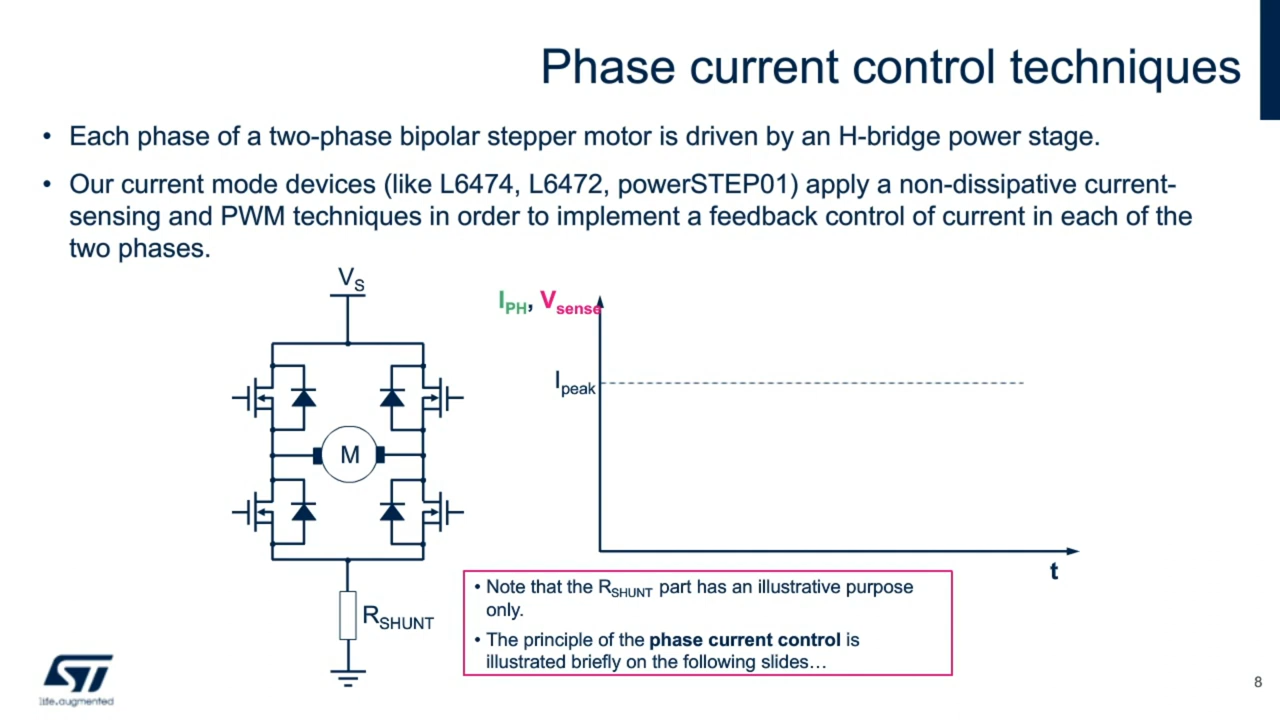 Phase current control techniques
• Each phase of a two-phase bipolar stepper motor is driven by an H-bridge power stage.
• Our current mode devices (like L6474, L6472, powerSTEP01) apply a non-dissipative current-
sensing and PWM techniques in order to implement a feedback control of current in each of the
two phases.
VS
IPH, Vsense
Ipeak
M
t
• Note that the RSHUNT part has an illustrative purpose
only.
RSHUNT
• The principle of the phase current control is
illustrated briefly on the following slides…
ST
life.augmented
8